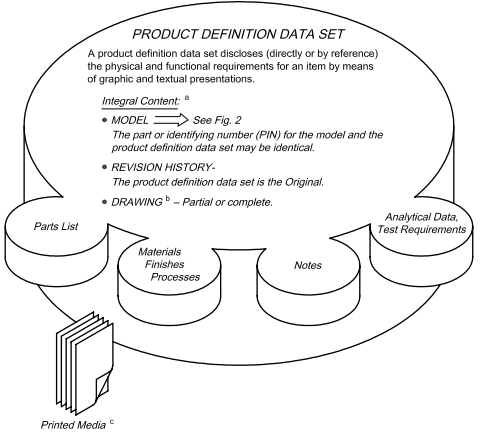 PRODUCT DEFINITION DATA SET
A product definition data set discloses (directly or by reference)
the physical and functional requirements for an item by means
of graphic and textual presentations.
Integral Content: a
• MODEL See Fig. 2
The part or identifying number (PIN) for the model and the
product definition data set may be identical.
• REVISION HISTORY-
The product definition data set is the Original.
• DRAWING b – Partial or complete.
Parts List
Materials
Finishes
Processes
Notes
Analytical Data,
Test Requirements
Printed Media c